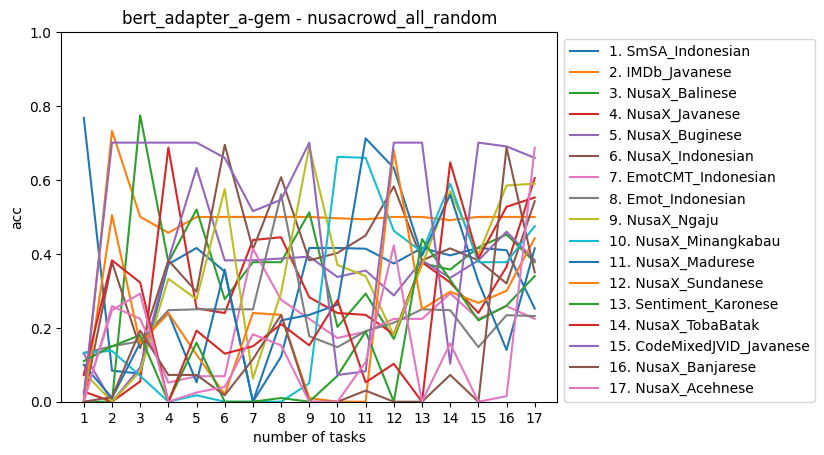 bert_adapter_a-gem - nusacrowd_all_random
1.0
0.8
0.6
0.4
0.2
0.0
acc
1 2 3 4 5 6 7 8 9 10 11 12 13 14 15 16 17
number of tasks
1. SmSA_Indonesian
2. IMDb_Javanese
3. NusaX_Balinese
4. NusaX_Javanese
5. NusaX_Buginese
6. NusaX_Indonesian
7. EmotCMT_Indonesian
8. Emot_Indonesian
9. NusaX_Ngaju
10. NusaX_Minangkabau
11. NusaX_Madurese
12. NusaX_Sundanese
13. Sentiment_Karonese
14. NusaX_TobaBatak
15. CodeMixedJVID_Javanese
16. NusaX_Banjarese
17. NusaX_Acehnese